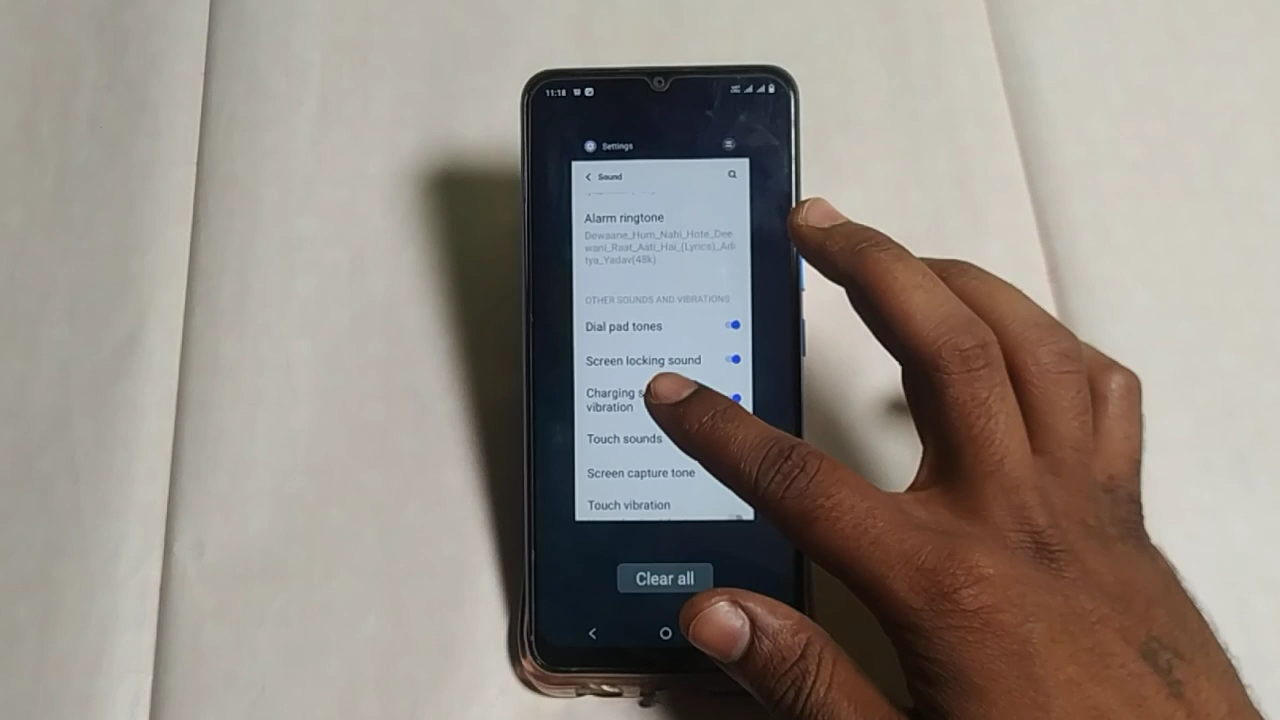 11:18
Settings
Sound
Alarm ringtone
Dewaane_Hum_Nahi_Hote_Dee
wani_Raat_Aati_Hai_(Lyrics)_Adi
tya_Yadav(48k)
OTHER SOUNDS AND VIBRATIONS
Dial pad tones
Screen locking sound
Charging
vibration
Touch sounds
Screen capture tone
Touch vibration
Clear all